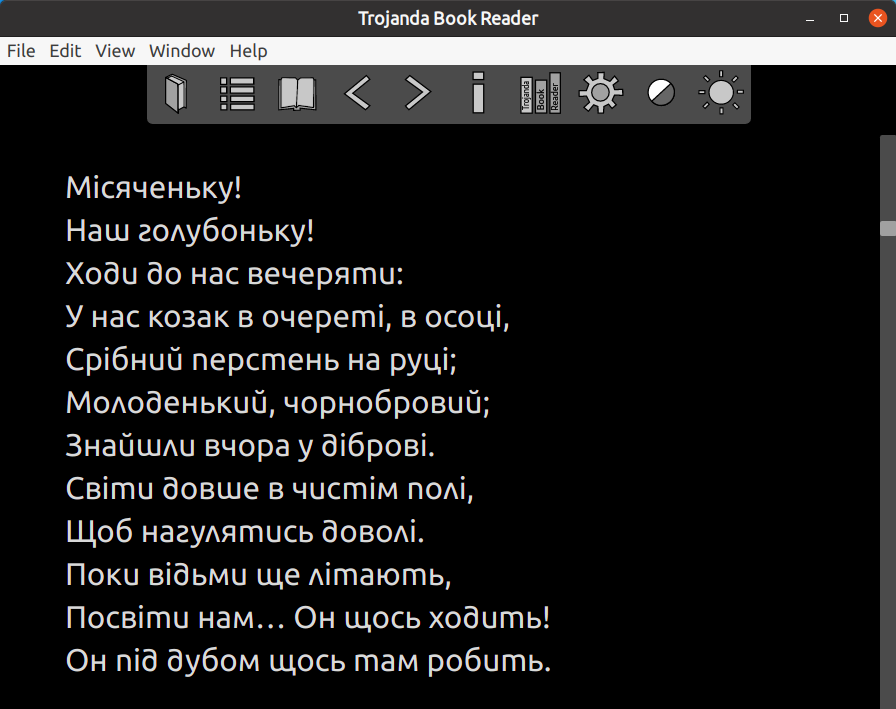 Trojanda Book Reader
File Edit View Window Help
Trojanda
Book
Reader
Місяченьку!
Наш голубоньку!
Ходи до нас вечеряти:
У нас козак в очереті, в осоці,
Срібний перстень на руці;
Молоденький, чорнобровий;
Знайшли вчора у діброві.
Світи довше в чистім полі,
Щоб нагулятись доволі.
Поки відьми ще літають,
Посвіти нам… Он щось ходить!
Он під дубом щось там робить.